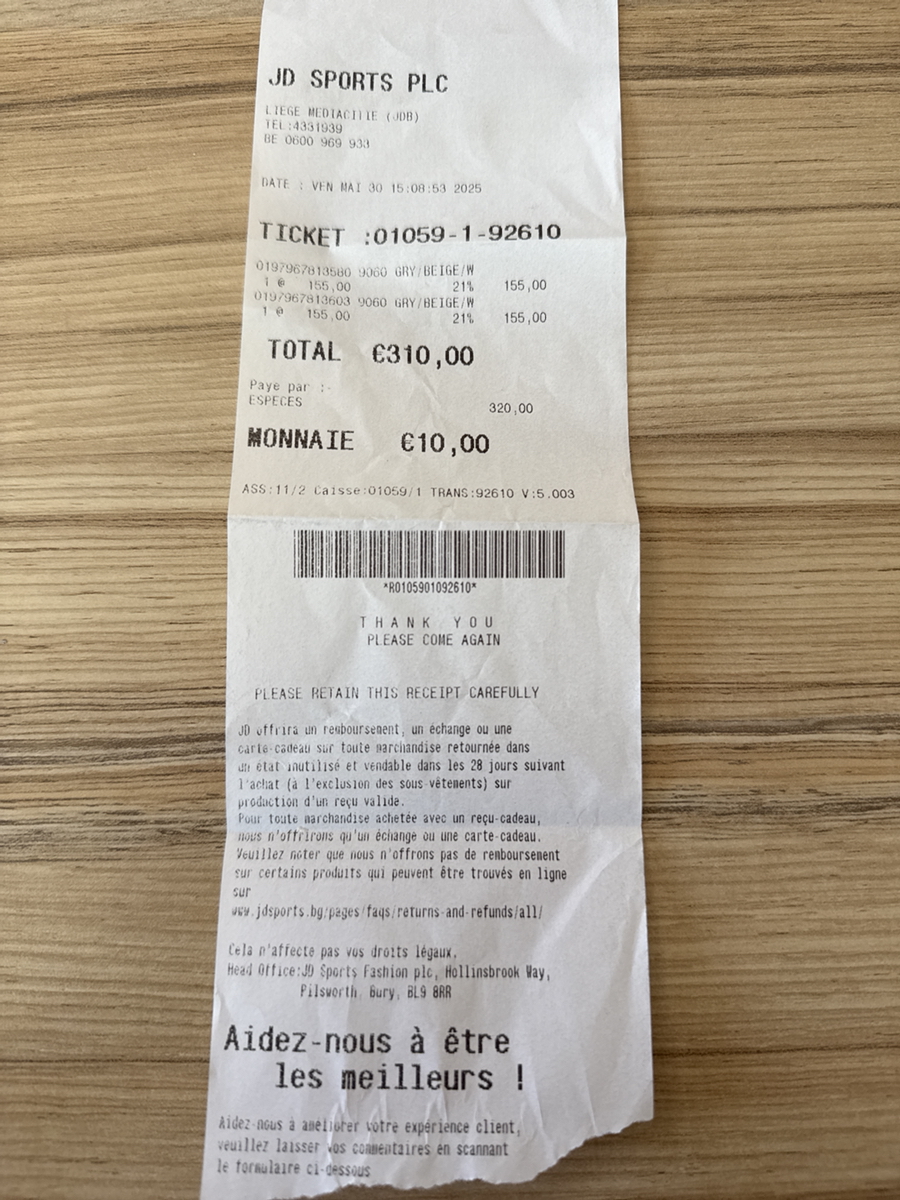 JD SPORTS PLC
LIEGE MEDIACITE (JDB)
TEL:4331939
BE 0600 969 933
DATE : VEN MAI 30 15:08:53 2025
TICKET :01059-1-92610
0197967813580 9060 GRY/BEIGE/W
1 @ 155,00 21% 155,00
0197967813603 9060 GRY/BEIGE/W
1 @ 155,00 21% 155,00
TOTAL €310,00
Paye par :-
ESPECES 320,00
MONNAIE €10,00
ASS:11/2 Caisse:01059/1 TRANS:92610 V:5.003
*R0105901092610*
THANK YOU
PLEASE COME AGAIN
PLEASE RETAIN THIS RECEIPT CAREFULLY
JD offrira un remboursement, un échange ou une
carte-cadeau sur toute marchandise retournée dans
un état inutilisé et vendable dans les 28 jours suivant
l'achat (à l'exclusion des sous-vêtements) sur
production d'un reçu valide.
Pour toute marchandise achetée avec un reçu-cadeau,
nous n'offrirons qu'un échange ou une carte-cadeau.
Veuillez noter que nous n'offrons pas de remboursement
sur certains produits qui peuvent être trouvés en ligne
sur
www.jdsports.bg/pages/faqs/returns-and-refunds/all/
Cela n'affecte pas vos droits légaux.
Head Office:JD Sports Fashion plc, Hollinsbrook Way,
Pilsworth, Bury, BL9 8RR
Aidez-nous à être
les meilleurs !
Aidez-nous à améliorer votre expérience client,
veuillez laisser vos commentaires en scannant
le formulaire ci-dessous